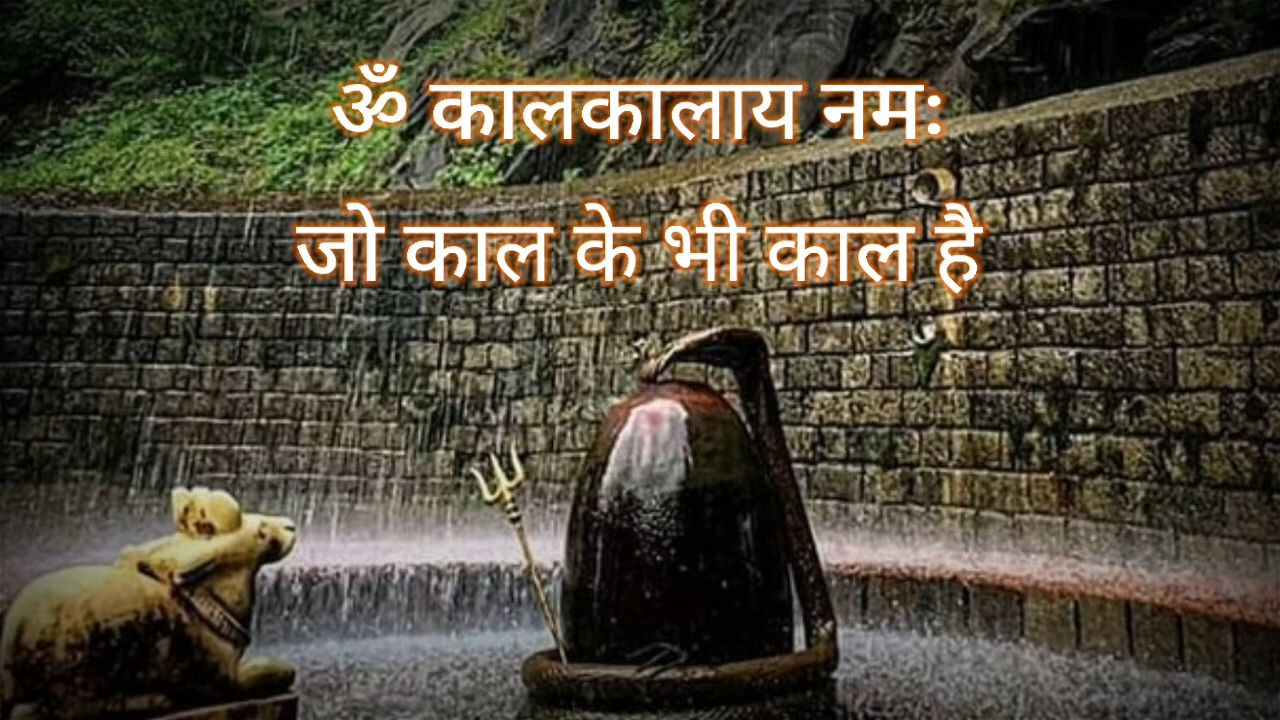 ॐ कालकालाय नमः
जो काल के भी काल है